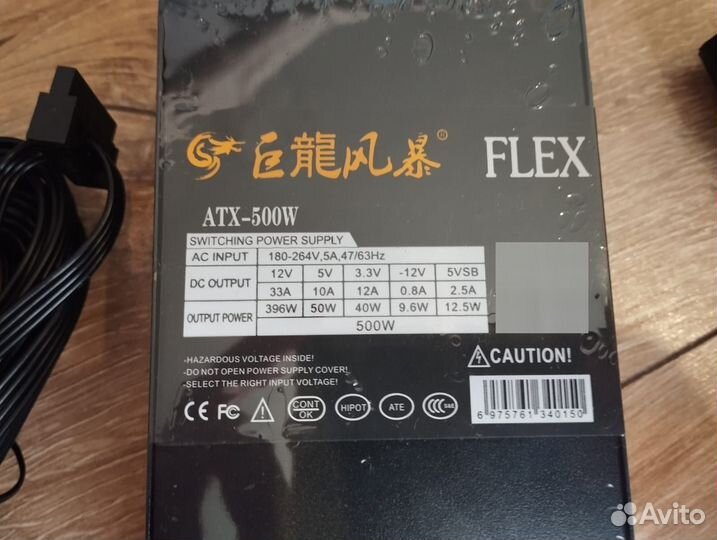 巨龍风暴® FLEX
ATX-500W
SWITCHING POWER SUPPLY
AC INPUT 180-264V,5A,47/63Hz
DC OUTPUT 12V 5V 3.3V -12V 5VSB
33A 10A 12A 0.8A 2.5A
OUTPUT POWER 396W 50W 40W 9.6W 12.5W
500W
-HAZARDOUS VOLTAGE INSIDE!
-DO NOT OPEN POWER SUPPLY COVER!
-SELECT THE RIGHT INPUT VOLTAGE!
CAUTION!
CE FC CONT OK HIPOT ATE CCC S&E
6 975761 340150
Avito